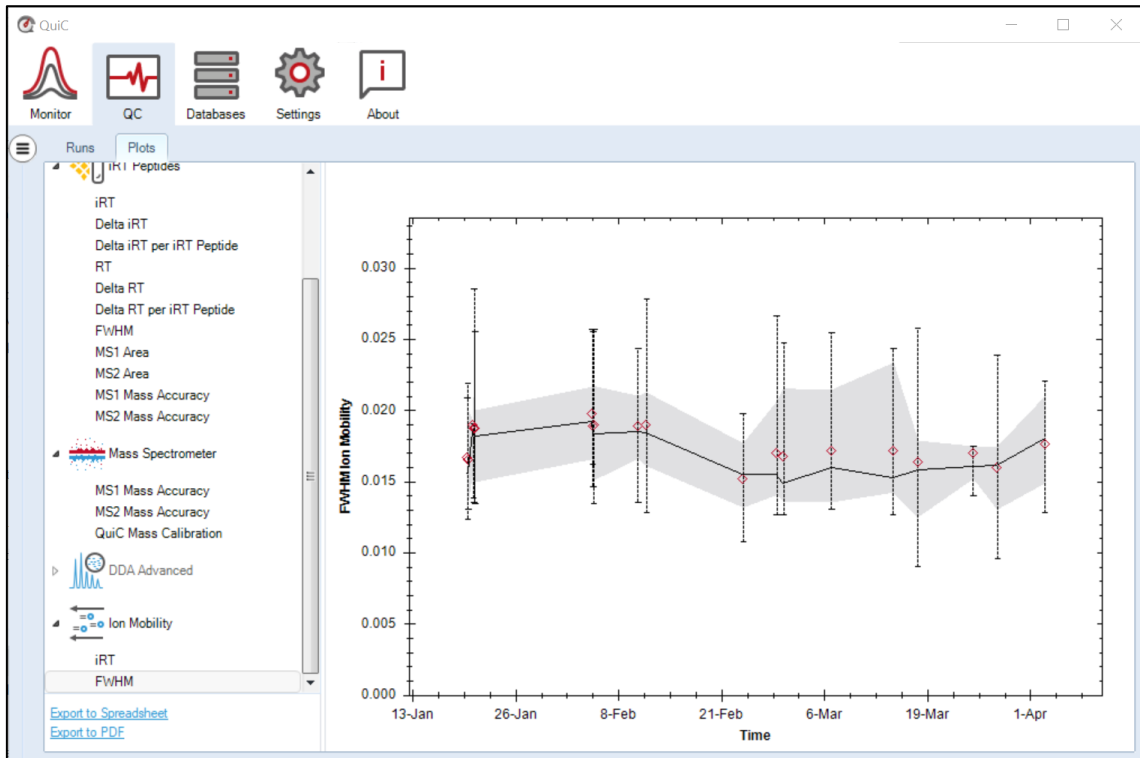 QuiC
Monitor QC Databases Settings About
Runs Plots
iRT Peptides
iRT
Delta iRT
Delta iRT per iRT Peptide
RT
Delta RT
Delta RT per iRT Peptide
FWHM
MS1 Area
MS2 Area
MS1 Mass Accuracy
MS2 Mass Accuracy
Mass Spectrometer
MS1 Mass Accuracy
MS2 Mass Accuracy
QuiC Mass Calibration
DDA Advanced
Ion Mobility
iRT
FWHM
Export to Spreadsheet
Export to PDF
FWHM Ion Mobility
0.030
0.025
0.020
0.015
0.010
0.005
0.000
13-Jan 26-Jan 8-Feb 21-Feb 6-Mar 19-Mar 1-Apr
Time